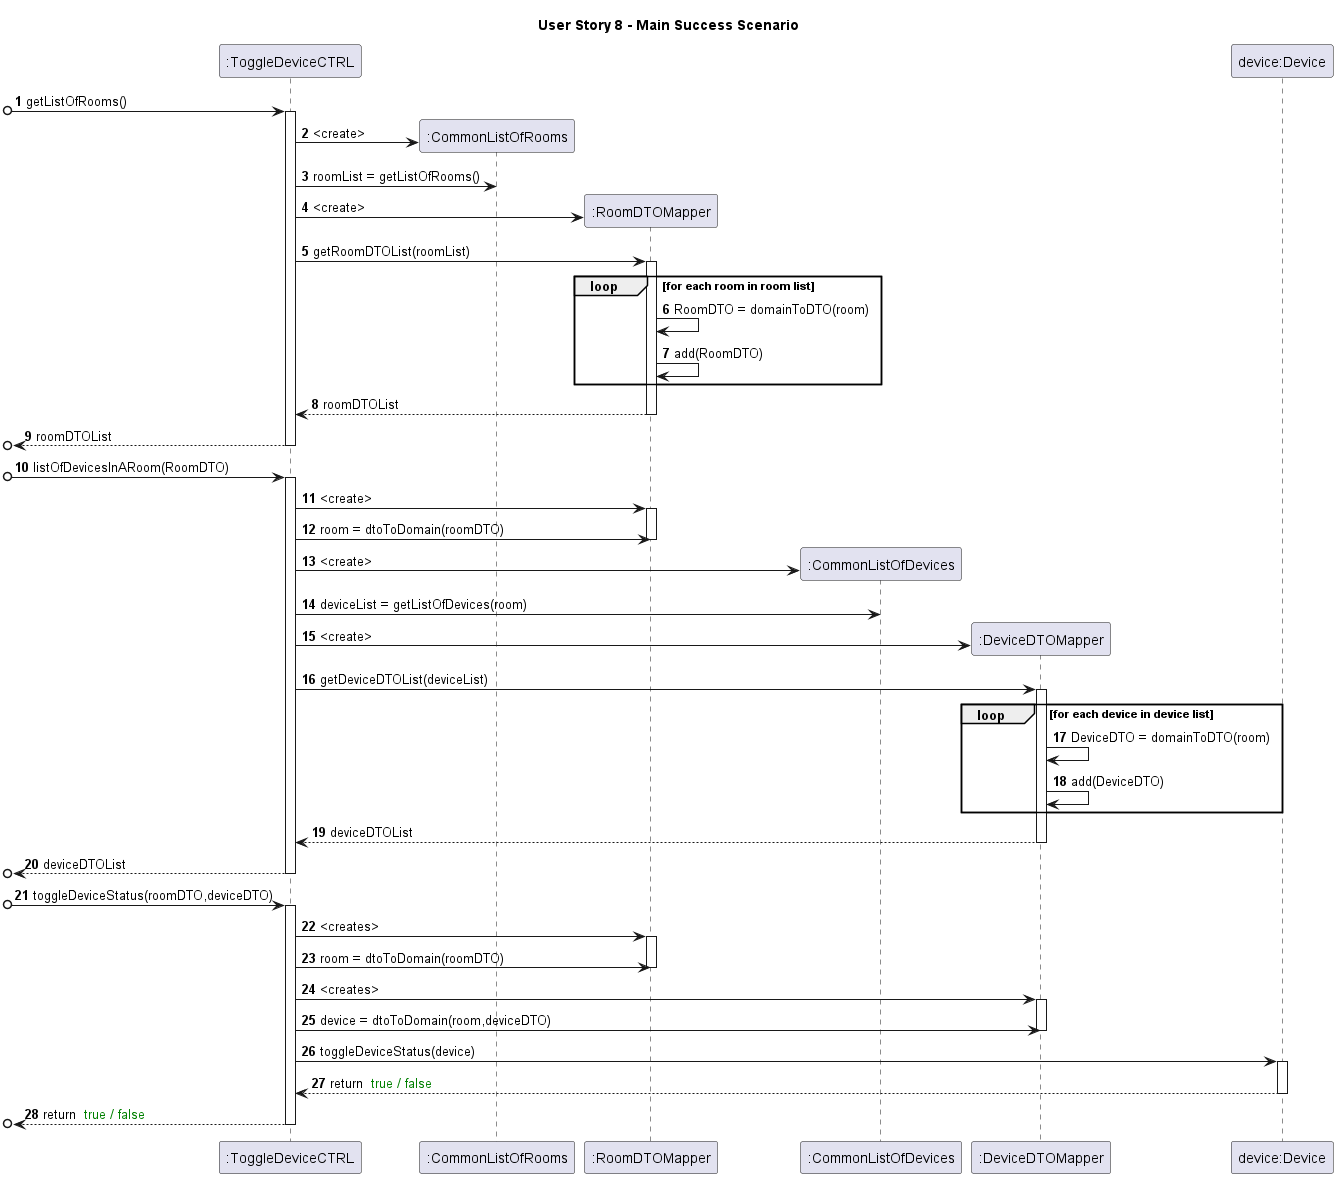 User Story 8 - Main Success Scenario
:ToggleDeviceCTRL
device:Device
1 getListOfRooms()
2 <create>
:CommonListOfRooms
3 roomList = getListOfRooms()
4 <create>
:RoomDTOMapper
5 getRoomDTOList(roomList)
loop [for each room in room list]
6 RoomDTO = domainToDTO(room)
7 add(RoomDTO)
8 roomDTOList
9 roomDTOList
10 listOfDevicesInARoom(RoomDTO)
11 <create>
12 room = dtoToDomain(roomDTO)
13 <create>
:CommonListOfDevices
14 deviceList = getListOfDevices(room)
15 <create>
:DeviceDTOMapper
16 getDeviceDTOList(deviceList)
loop [for each device in device list]
17 DeviceDTO = domainToDTO(room)
18 add(DeviceDTO)
19 deviceDTOList
20 deviceDTOList
21 toggleDeviceStatus(roomDTO,deviceDTO)
22 <creates>
23 room = dtoToDomain(roomDTO)
24 <creates>
25 device = dtoToDomain(room,deviceDTO)
26 toggleDeviceStatus(device)
27 return true / false
28 return true / false
:ToggleDeviceCTRL
:CommonListOfRooms
:RoomDTOMapper
:CommonListOfDevices
:DeviceDTOMapper
device:Device